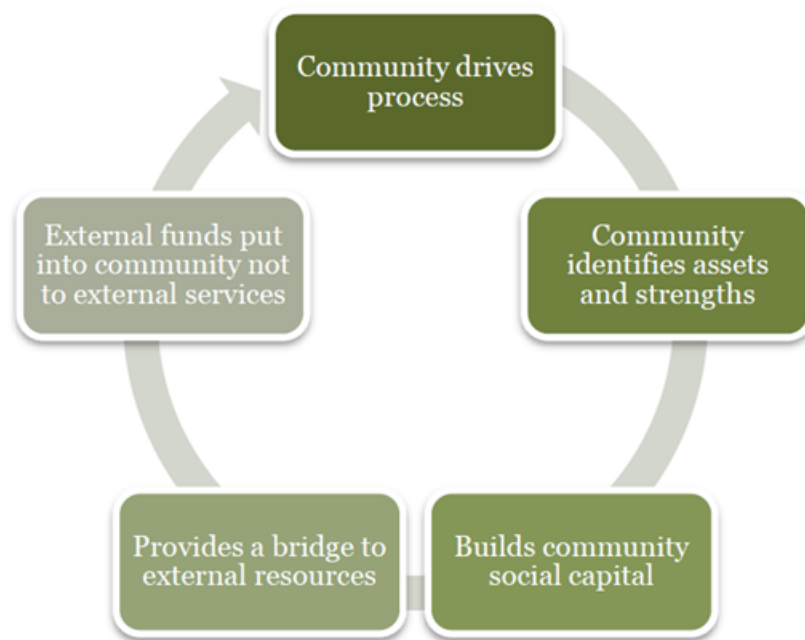 Community drives
process
Community
identifies assets
and strengths
Builds community
social capital
Provides a bridge to
external resources
External funds put
into community not
to external services